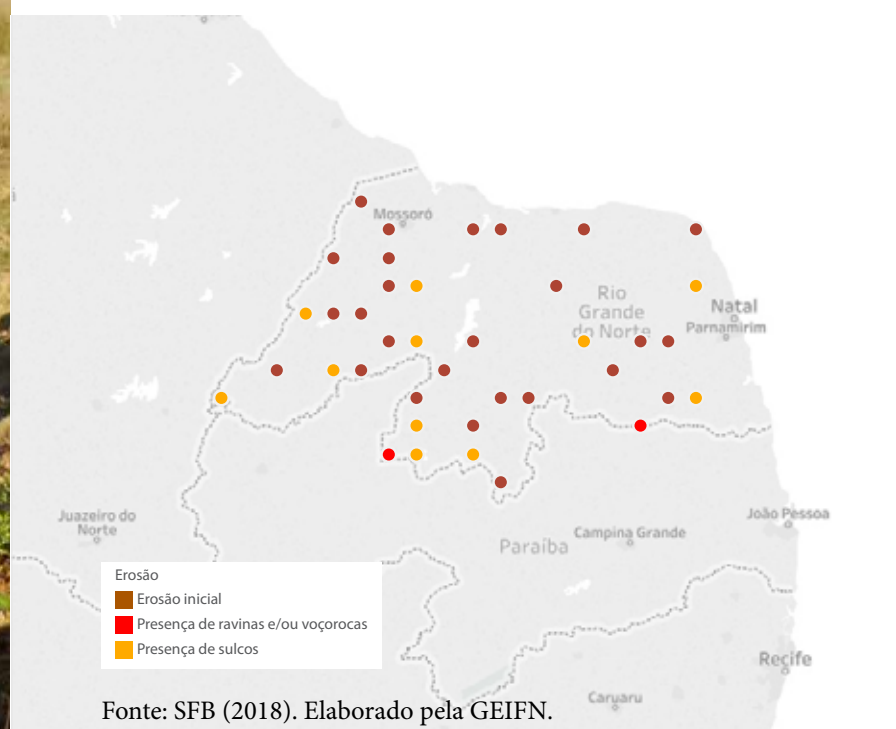 Mossoró
Rio
Grande
do Norte
Natal
Parnamirim
Juazeiro do
Norte
João Pessoa
Campina Grande
Paraíba
Erosão
Erosão inicial
Presença de ravinas e/ou voçorocas
Presença de sulcos
Recife
Caruaru
Fonte: SFB (2018). Elaborado pela GEIFN.